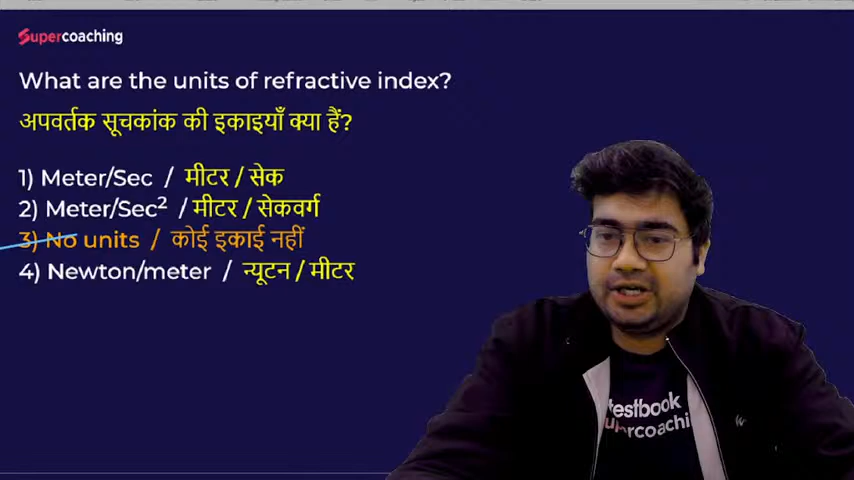 Supercoaching
What are the units of refractive index?
अपवर्तक सूचकांक की इकाइयाँ क्या हैं?
1) Meter/Sec / मीटर / सेक
2) Meter/Sec² / मीटर / सेकवर्ग
3) No units / कोई इकाई नहीं
4) Newton/meter / न्यूटन / मीटर
testbook
supercoachi